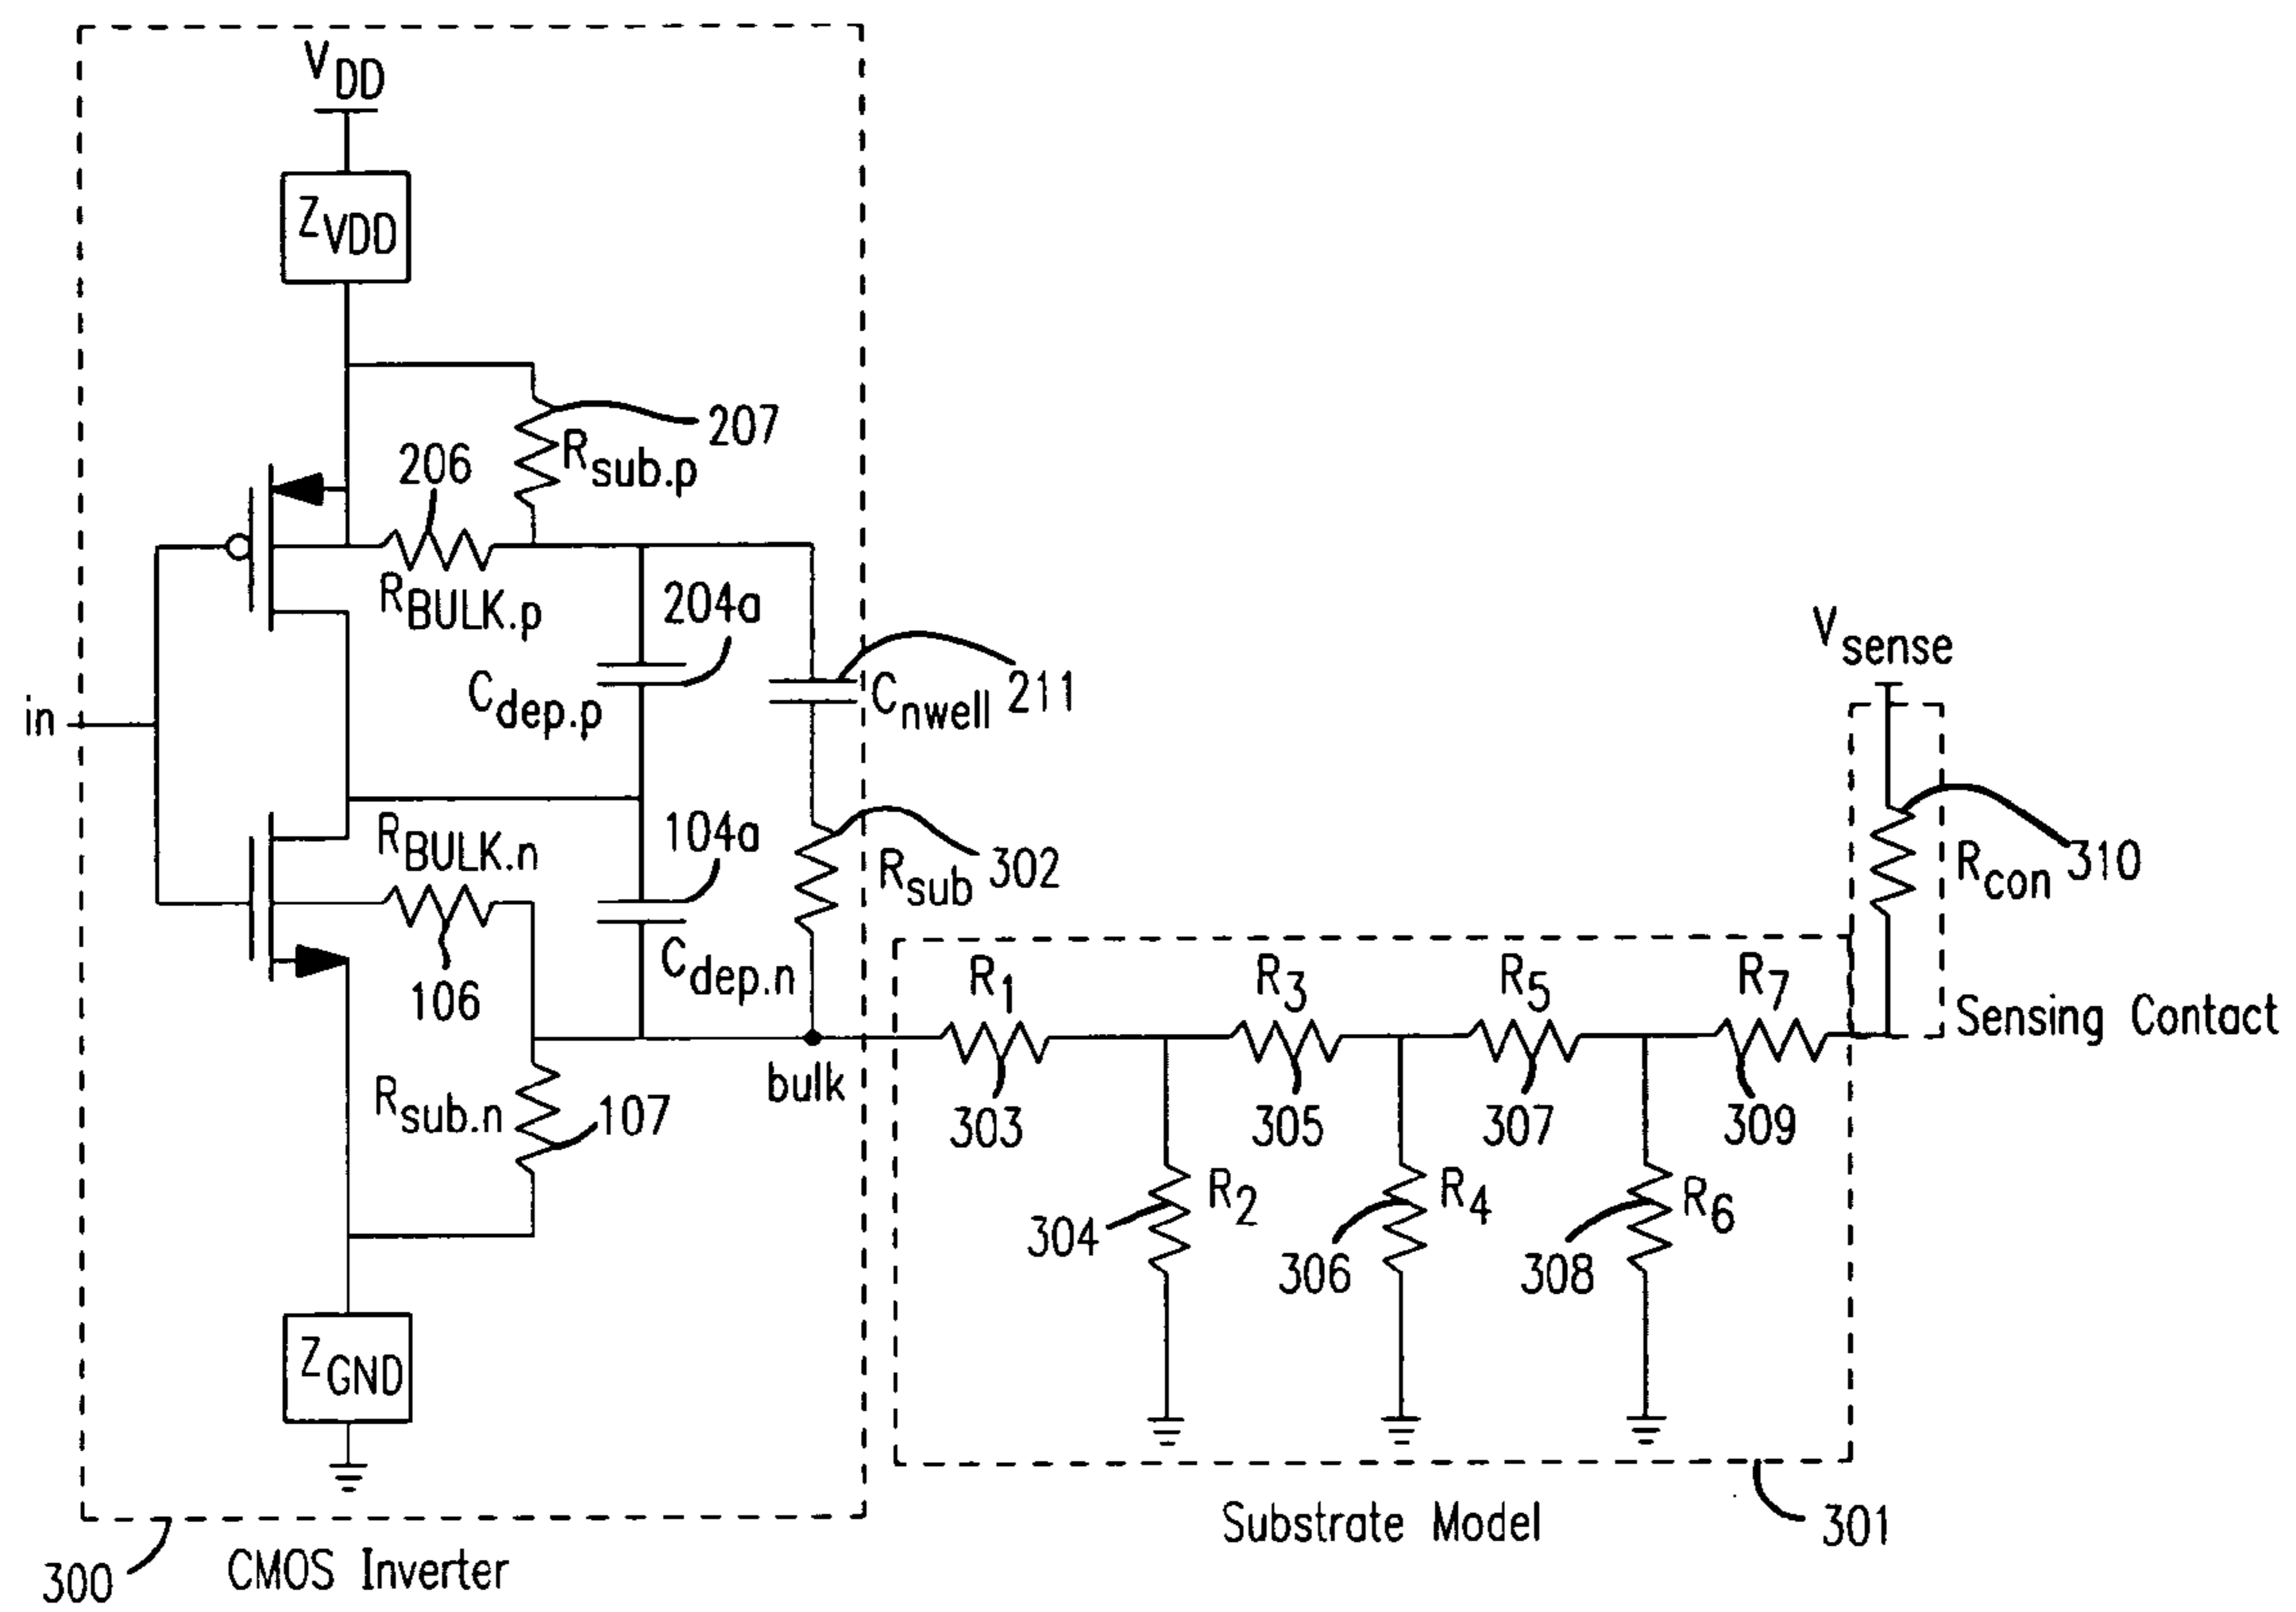 VDD
ZVDD
207
Rsub.p
206
RBULK.p
204a
Cdep.p
Cnwell 211
in
Vsense
RBULK.n
104a
Rsub 302
Rcon 310
106
Cdep.n
R1
R3
R5
R7
Sensing Contact
bulk
Rsub.n
107
303
305
307
309
304
R2
306
R4
308
R6
ZGND
Substrate Model
301
300
CMOS Inverter